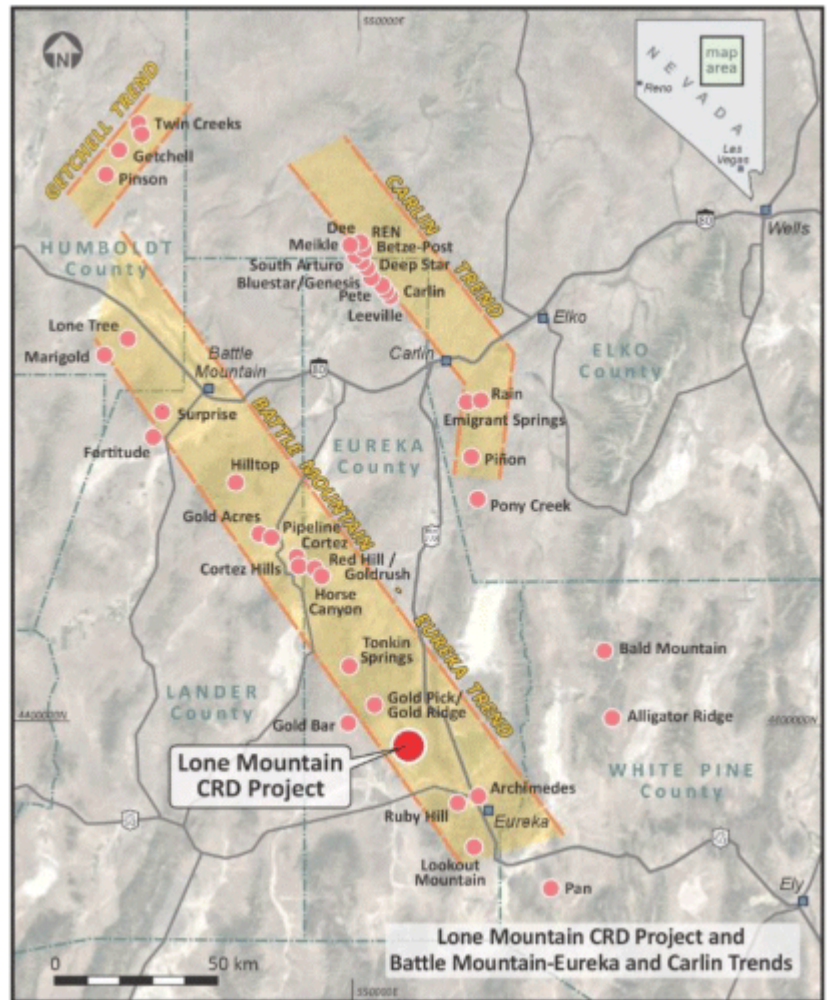 550000E
N
NEVADA
map
area
Reno
Las
Vegas
GETCHELL TREND
Twin Creeks
Getchell
Pinson
CARLIN TREND
80
Wells
HUMBOLDT
County
Dee
REN
Meikle
Betze-Post
South Arturo
Deep Star
Bluestar/Genesis
Pete
Carlin
Leeville
Elko
Lone Tree
Marigold
Battle
Mountain
80
Carlin
ELKO
County
Rain
Emigrant Springs
Surprise
Fortitude
BATTLE MOUNTAIN - EUREKA TREND
EUREKA
County
Hilltop
Piñon
Pony Creek
Gold Acres
Pipeline
Cortez
Cortez Hills
Red Hill /
Goldrush
Horse
Canyon
Tonkin
Springs
Bald Mountain
LANDER
County
Gold Pick/
Gold Ridge
Gold Bar
4400000N
Alligator Ridge
4400000N
Lone Mountain
CRD Project
WHITE PINE
County
Archimedes
Ruby Hill
Eureka
Lookout
Mountain
Pan
Ely
Lone Mountain CRD Project and
Battle Mountain-Eureka and Carlin Trends
0 50 km
550000E